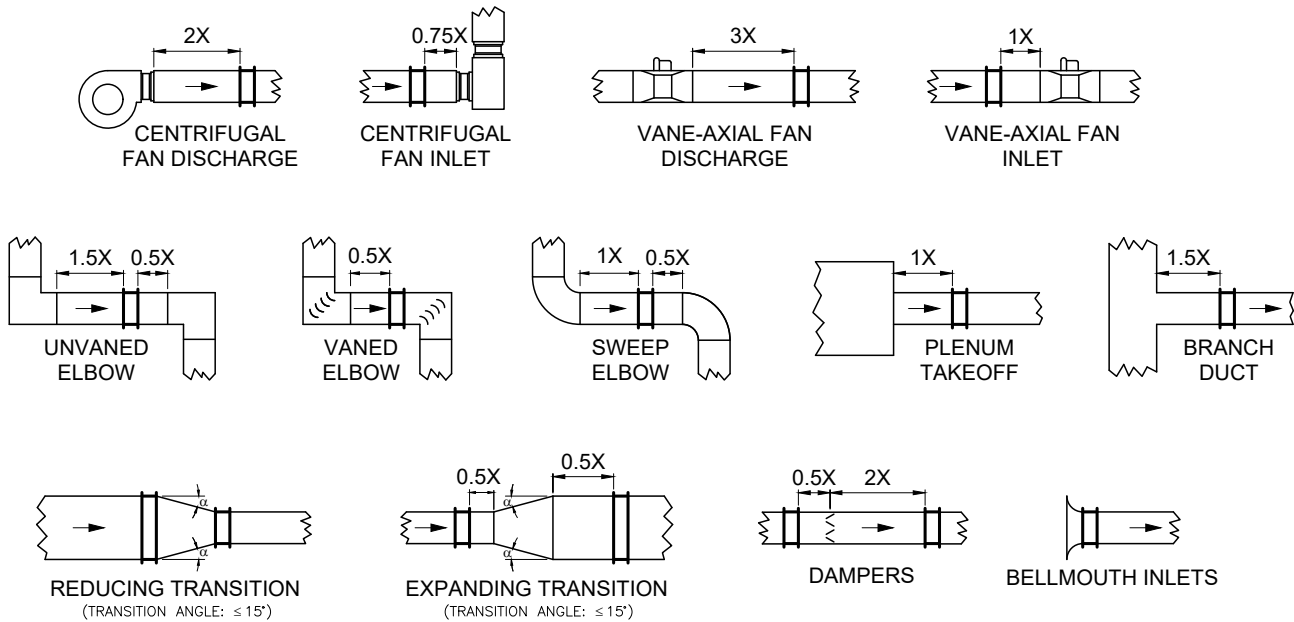 2X
0.75X
3X
1X
CENTRIFUGAL
FAN DISCHARGE
CENTRIFUGAL
FAN INLET
VANE-AXIAL FAN
DISCHARGE
VANE-AXIAL FAN
INLET
1.5X 0.5X
0.5X
1X 0.5X
1X
1.5X
UNVANED
ELBOW
VANED
ELBOW
SWEEP
ELBOW
PLENUM
TAKEOFF
BRANCH
DUCT
α
α
0.5X
0.5X
α
α
0.5X 2X
REDUCING TRANSITION
(TRANSITION ANGLE: ≤ 15°)
EXPANDING TRANSITION
(TRANSITION ANGLE: ≤ 15°)
DAMPERS
BELLMOUTH INLETS